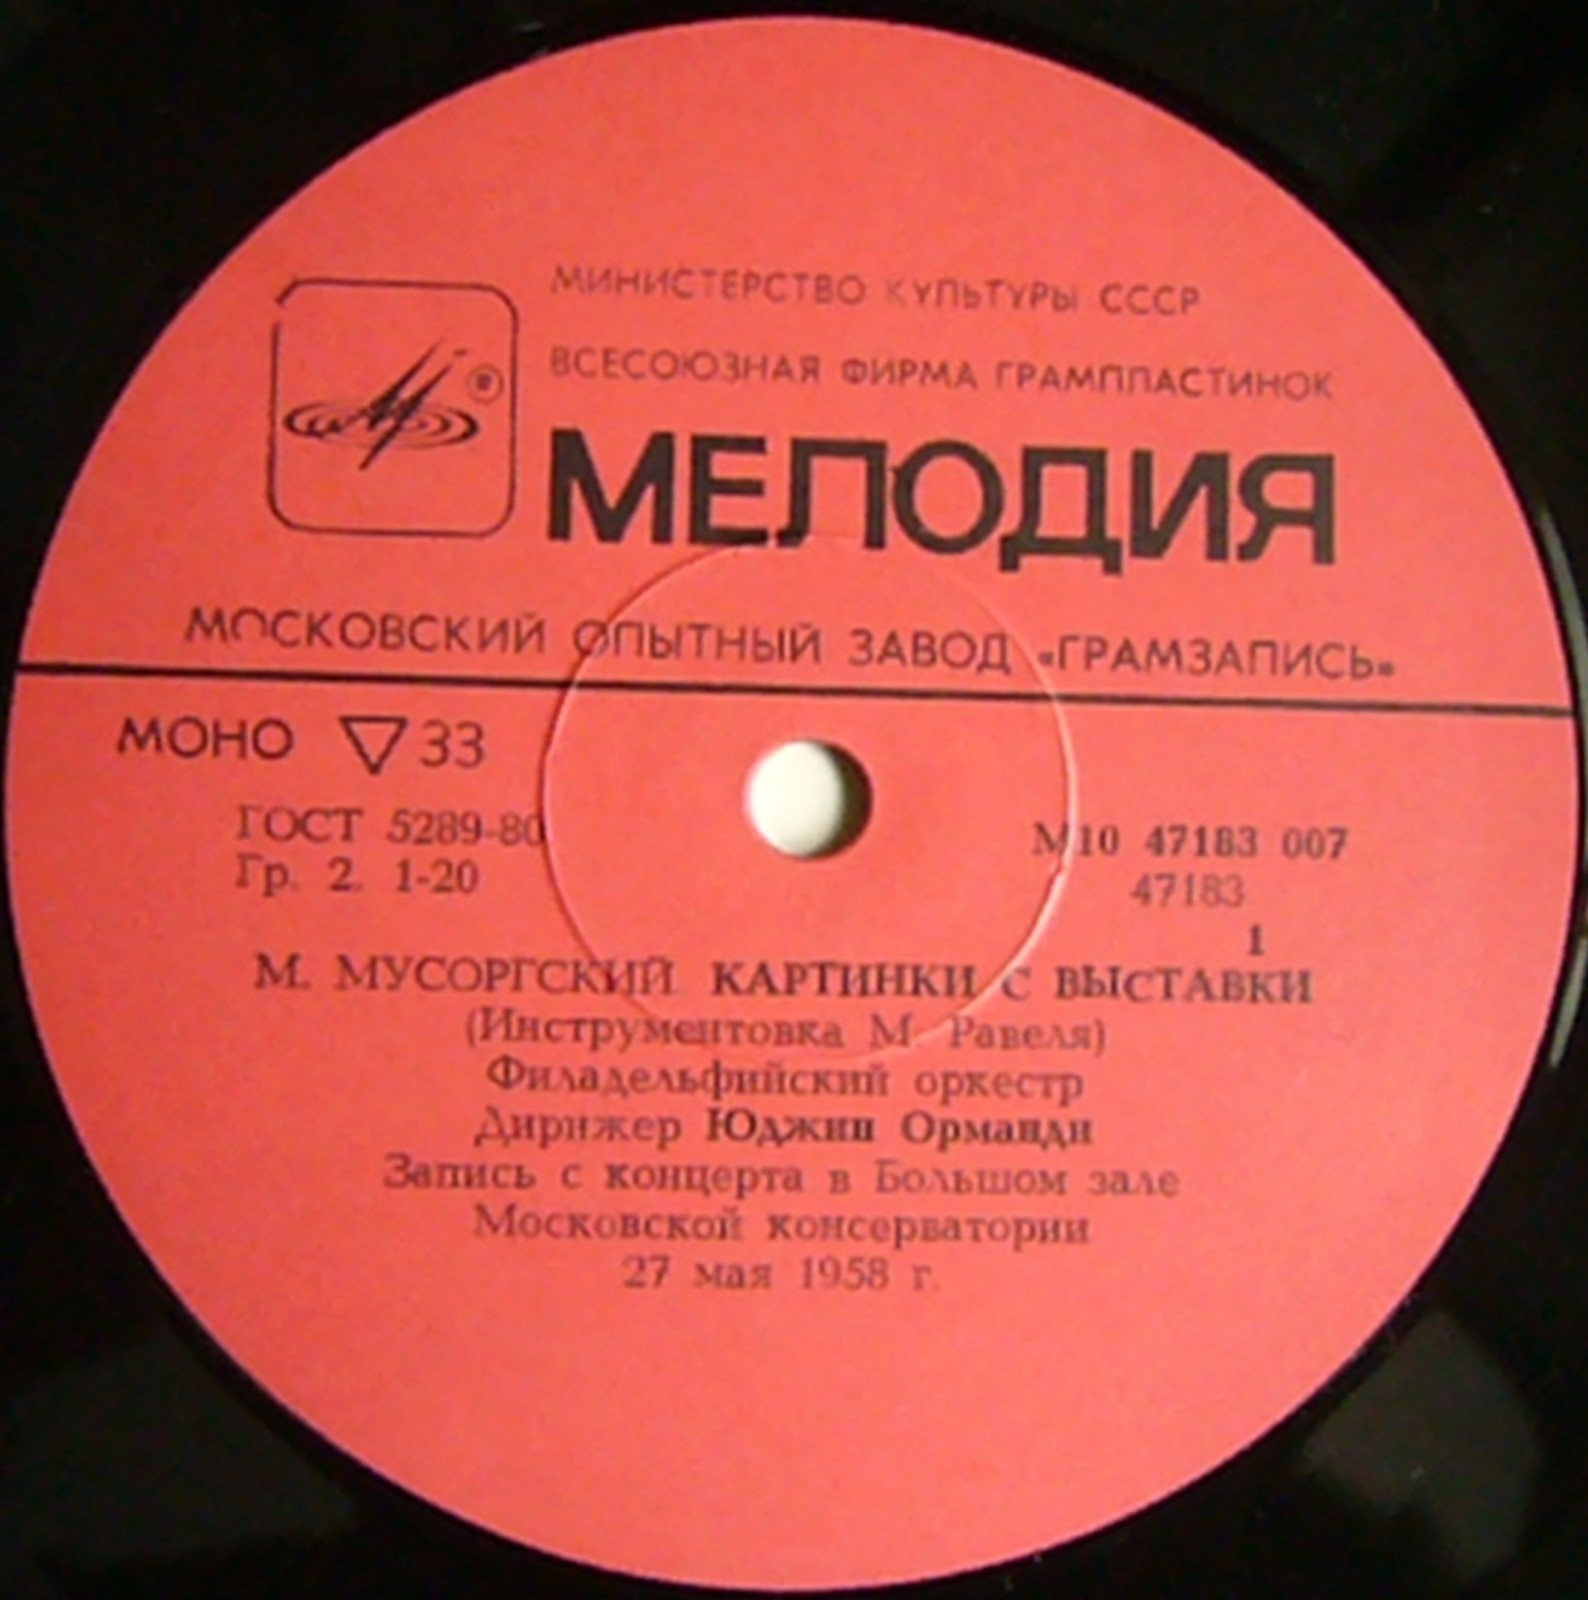 МИНИСТЕРСТВО КУЛЬТУРЫ СССР
ВСЕСОЮЗНАЯ ФИРМА ГРАМПЛАСТИНОК
МЕЛОДИЯ
МОСКОВСКИЙ ОПЫТНЫЙ ЗАВОД «ГРАМЗАПИСЬ»
МОНО 33
ГОСТ 5289-80
Гр. 2. 1-20
М10 47183 007
47183
1
М. МУСОРГСКИЙ. КАРТИНКИ С ВЫСТАВКИ
(Инструментовка М. Равеля)
Филадельфийский оркестр
Дирижер Юджин Орманди
Запись с концерта в Большом зале
Московской консерватории
27 мая 1958 г.